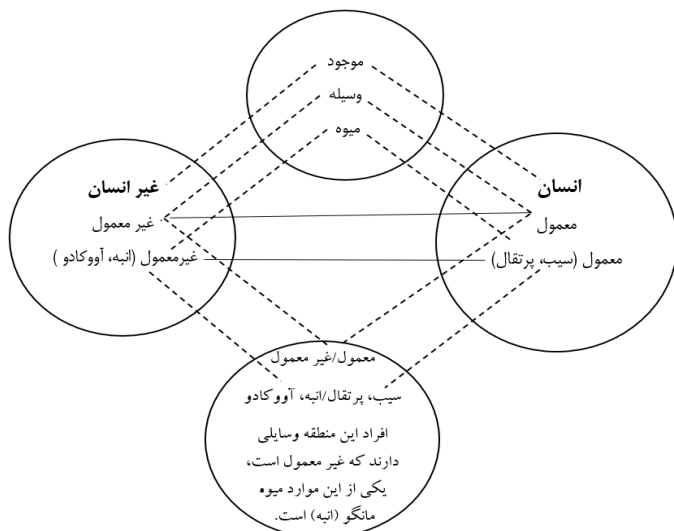 موجود
وسیله
میوه
انسان
معمول
معمول (سیب، پرتقال)
غیر انسان
غیر معمول
غیرمعمول (انبه، آووکادو )
معمول/غیر معمول
سیب، پرتقال/انبه، آووکادو
افراد این منطقه وسایلی
دارند که غیر معمول است،
یکی از این موارد میوه
مانگو (انبه) است.